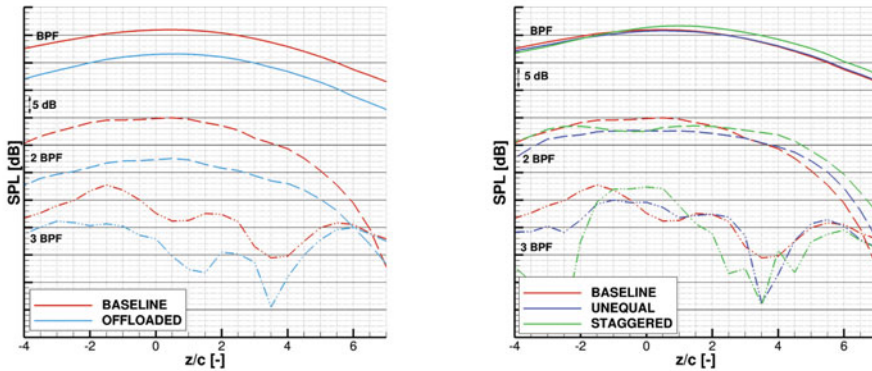 BPF
5 dB
2 BPF
3 BPF
SPL [dB]
BASELINE
OFFLOADED
-4 -2 0 2 4 6
z/c [-]
BPF
5 dB
2 BPF
3 BPF
SPL [dB]
BASELINE
UNEQUAL
STAGGERED
-4 -2 0 2 4 6
z/c [-]